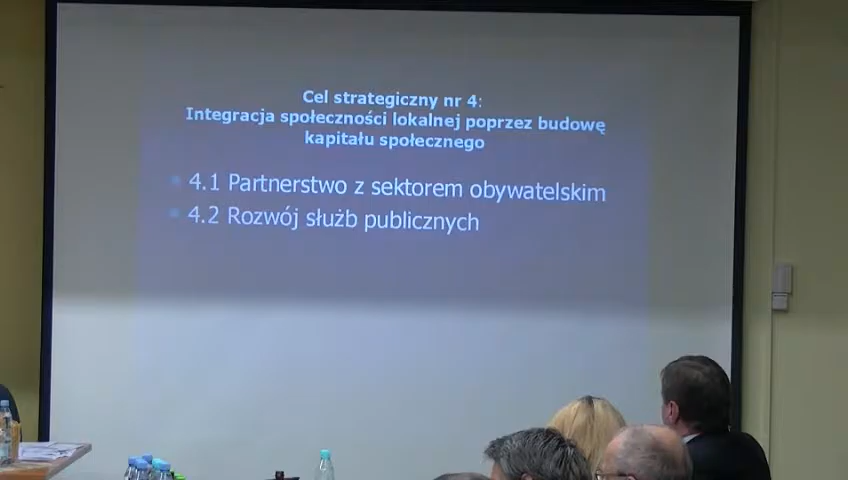 Cel strategiczny nr 4:
Integracja społeczności lokalnej poprzez budowę
kapitału społecznego
4.1 Partnerstwo z sektorem obywatelskim
4.2 Rozwój służb publicznych